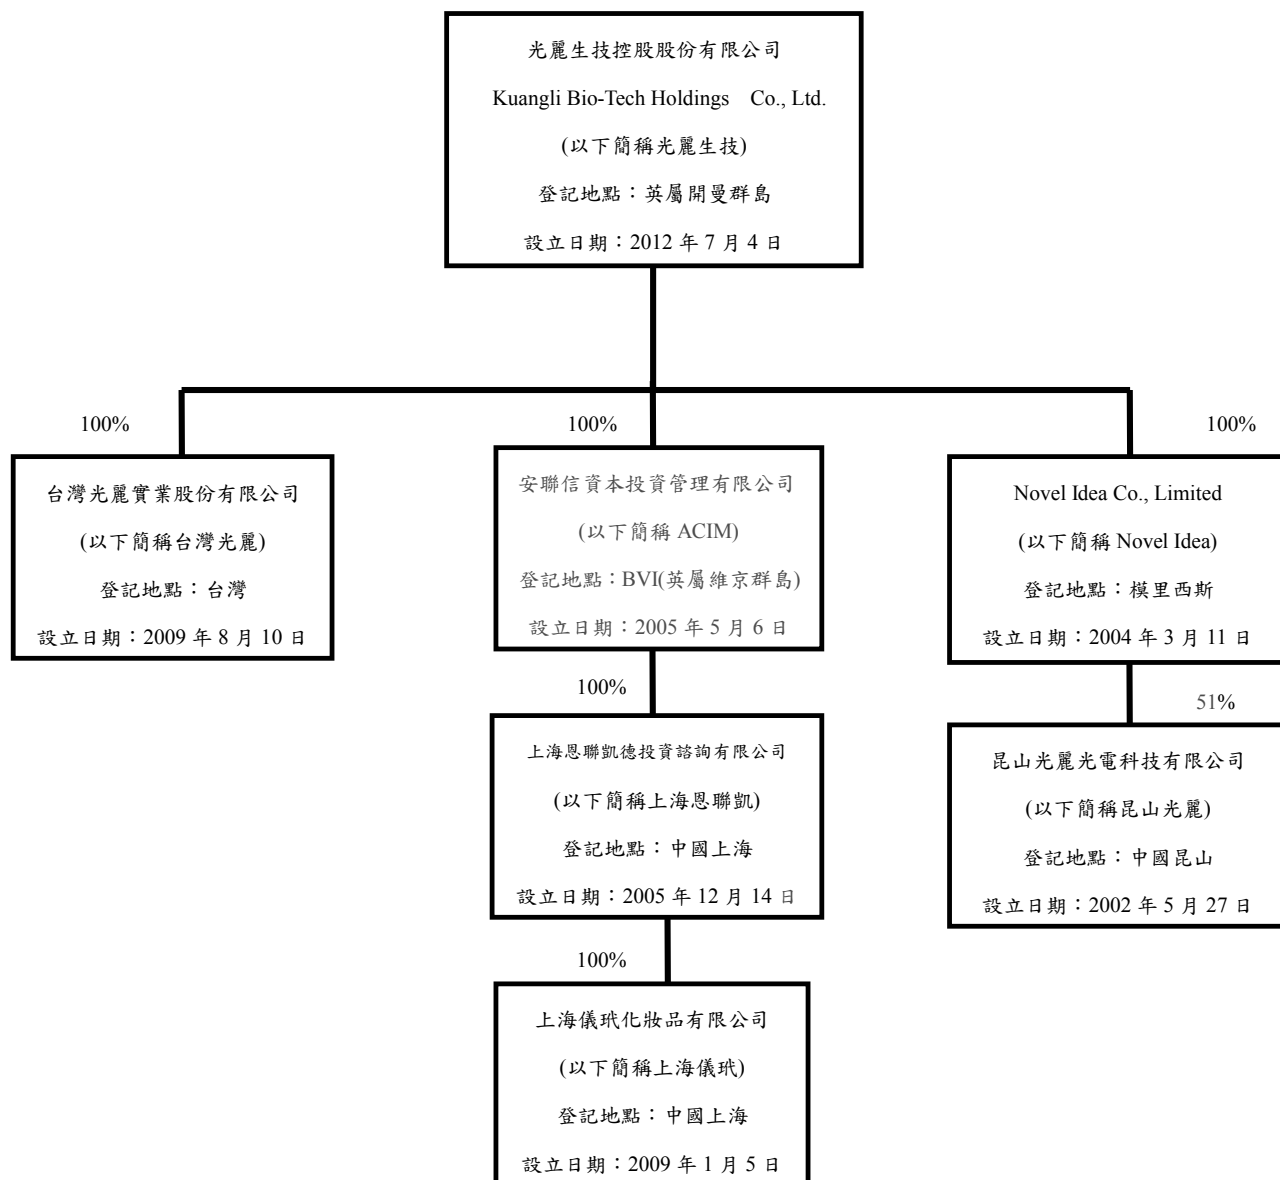 光麗生技控股股份有限公司
Kuangli Bio-Tech Holdings Co., Ltd.
(以下簡稱光麗生技)
登記地點：英屬開曼群島
設立日期：2012 年 7 月 4 日
100%
台灣光麗實業股份有限公司
(以下簡稱台灣光麗)
登記地點：台灣
設立日期：2009 年 8 月 10 日
100%
安聯信資本投資管理有限公司
(以下簡稱 ACIM)
登記地點：BVI(英屬維京群島)
設立日期：2005 年 5 月 6 日
100%
上海恩聯凱德投資諮詢有限公司
(以下簡稱上海恩聯凱)
登記地點：中國上海
設立日期：2005 年 12 月 14 日
100%
上海儀玳化妝品有限公司
(以下簡稱上海儀玳)
登記地點：中國上海
設立日期：2009 年 1 月 5 日
100%
Novel Idea Co., Limited
(以下簡稱 Novel Idea)
登記地點：模里西斯
設立日期：2004 年 3 月 11 日
51%
昆山光麗光電科技有限公司
(以下簡稱昆山光麗)
登記地點：中國昆山
設立日期：2002 年 5 月 27 日